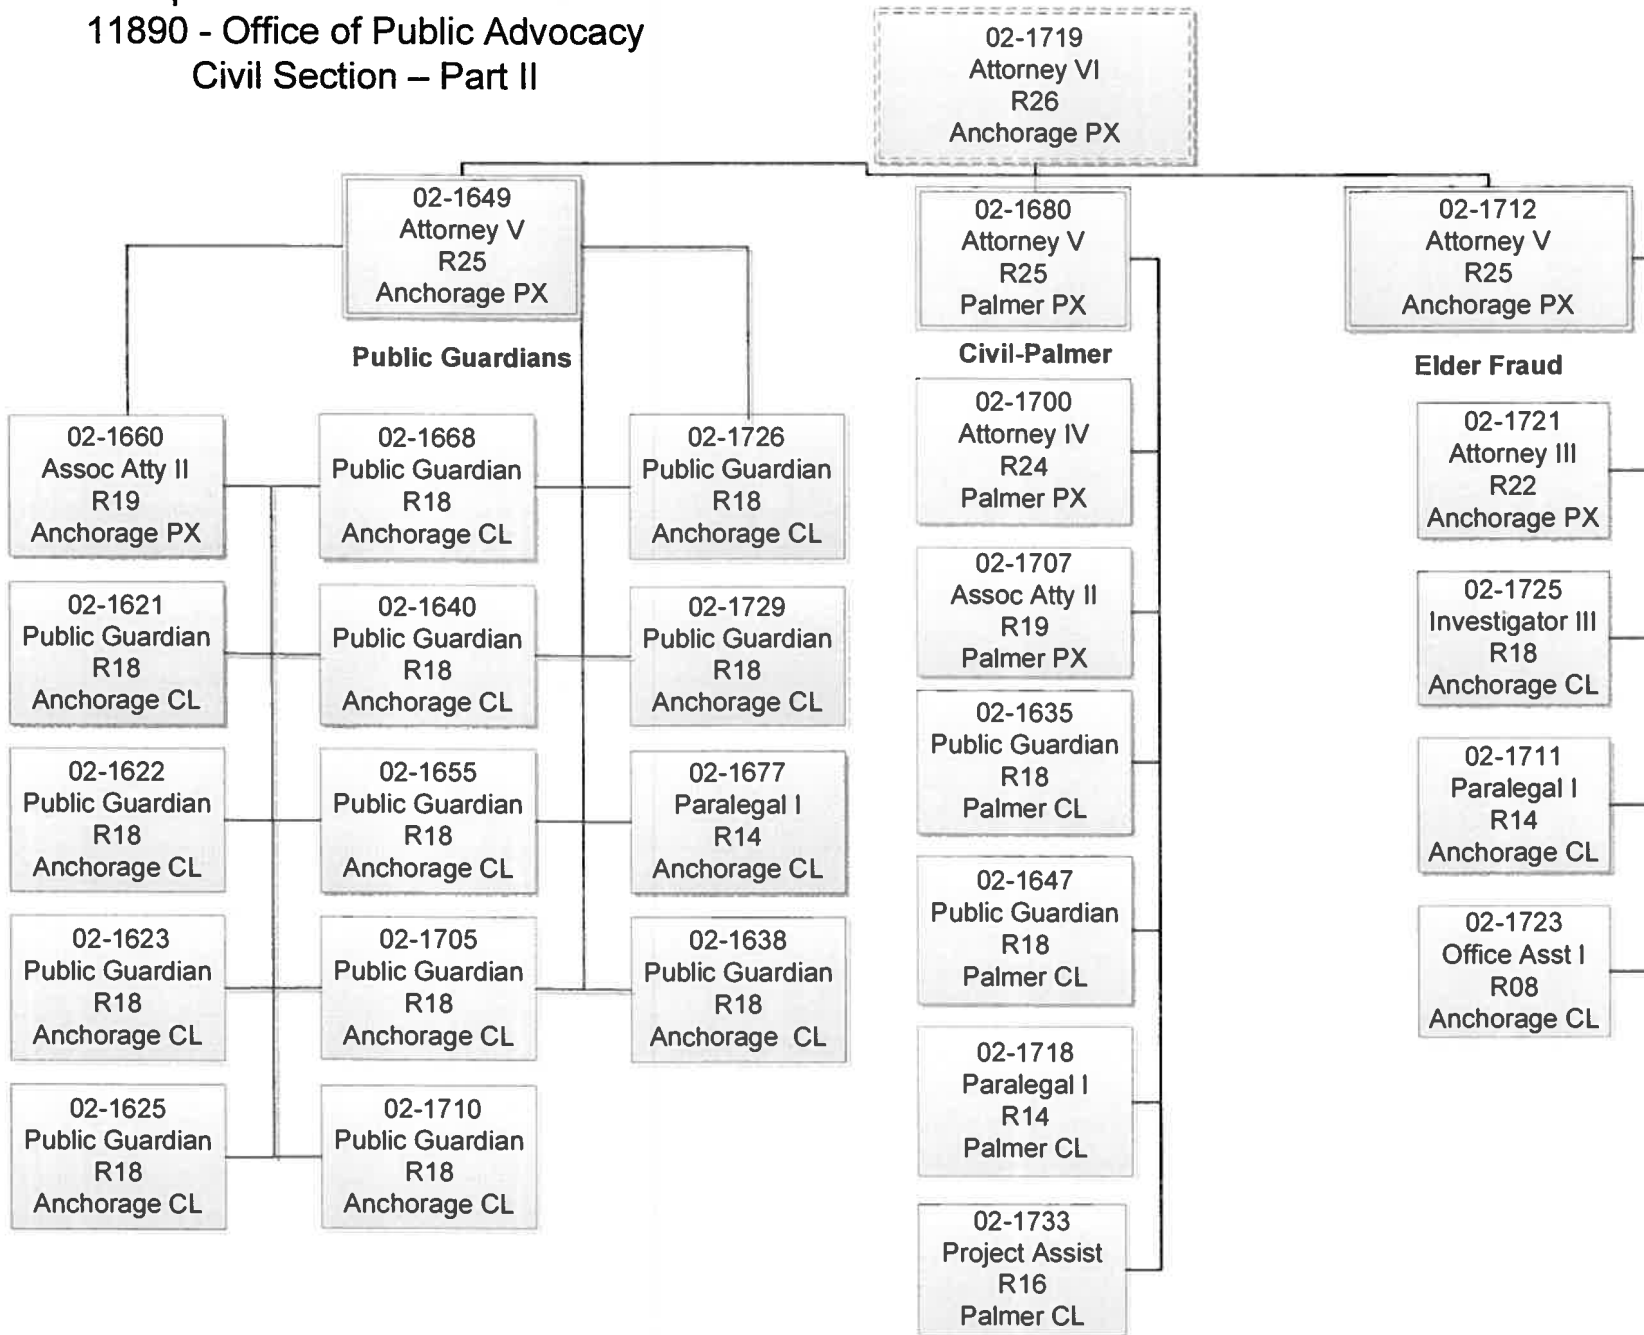 11890 - Office of Public Advocacy
Civil Section – Part II
02-1719
Attorney VI
R26
Anchorage PX
02-1649
Attorney V
R25
Anchorage PX
Public Guardians
02-1660
Assoc Atty II
R19
Anchorage PX
02-1621
Public Guardian
R18
Anchorage CL
02-1622
Public Guardian
R18
Anchorage CL
02-1623
Public Guardian
R18
Anchorage CL
02-1625
Public Guardian
R18
Anchorage CL
02-1668
Public Guardian
R18
Anchorage CL
02-1640
Public Guardian
R18
Anchorage CL
02-1655
Public Guardian
R18
Anchorage CL
02-1705
Public Guardian
R18
Anchorage CL
02-1710
Public Guardian
R18
Anchorage CL
02-1726
Public Guardian
R18
Anchorage CL
02-1729
Public Guardian
R18
Anchorage CL
02-1677
Paralegal I
R14
Anchorage CL
02-1638
Public Guardian
R18
Anchorage CL
02-1680
Attorney V
R25
Palmer PX
Civil-Palmer
02-1700
Attorney IV
R24
Palmer PX
02-1707
Assoc Atty II
R19
Palmer PX
02-1635
Public Guardian
R18
Palmer CL
02-1647
Public Guardian
R18
Palmer CL
02-1718
Paralegal I
R14
Palmer CL
02-1733
Project Assist
R16
Palmer CL
02-1712
Attorney V
R25
Anchorage PX
Elder Fraud
02-1721
Attorney III
R22
Anchorage PX
02-1725
Investigator III
R18
Anchorage CL
02-1711
Paralegal I
R14
Anchorage CL
02-1723
Office Asst I
R08
Anchorage CL